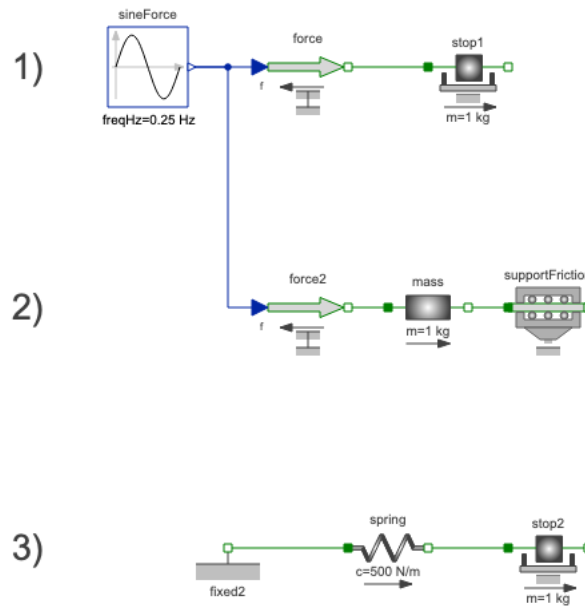 sineForce
force
stop1
1)
f
freqHz=0.25 Hz
m=1 kg
force2
mass
supportFrictio
2)
f
m=1 kg
spring
stop2
3)
c=500 N/m
fixed2
m=1 kg